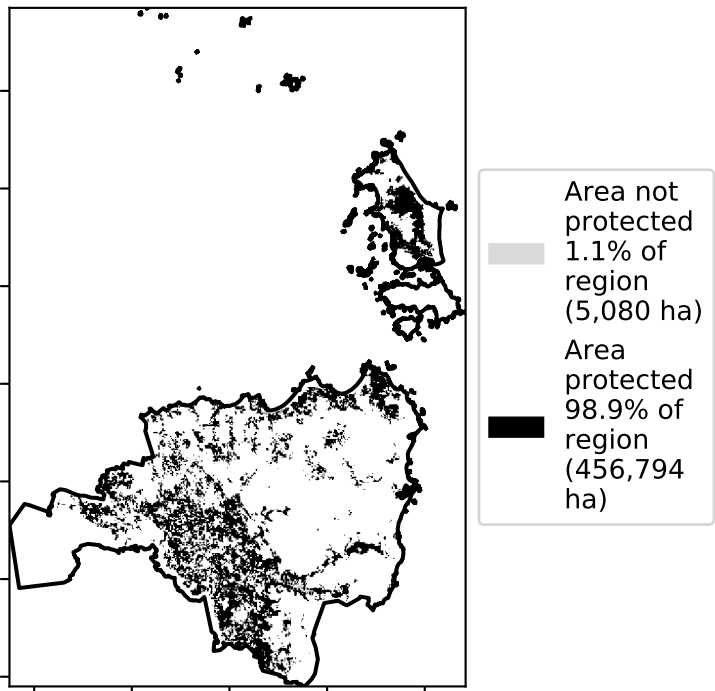 Area not
protected
1.1% of
region
(5,080 ha)
Area
protected
98.9% of
region
(456,794
ha)